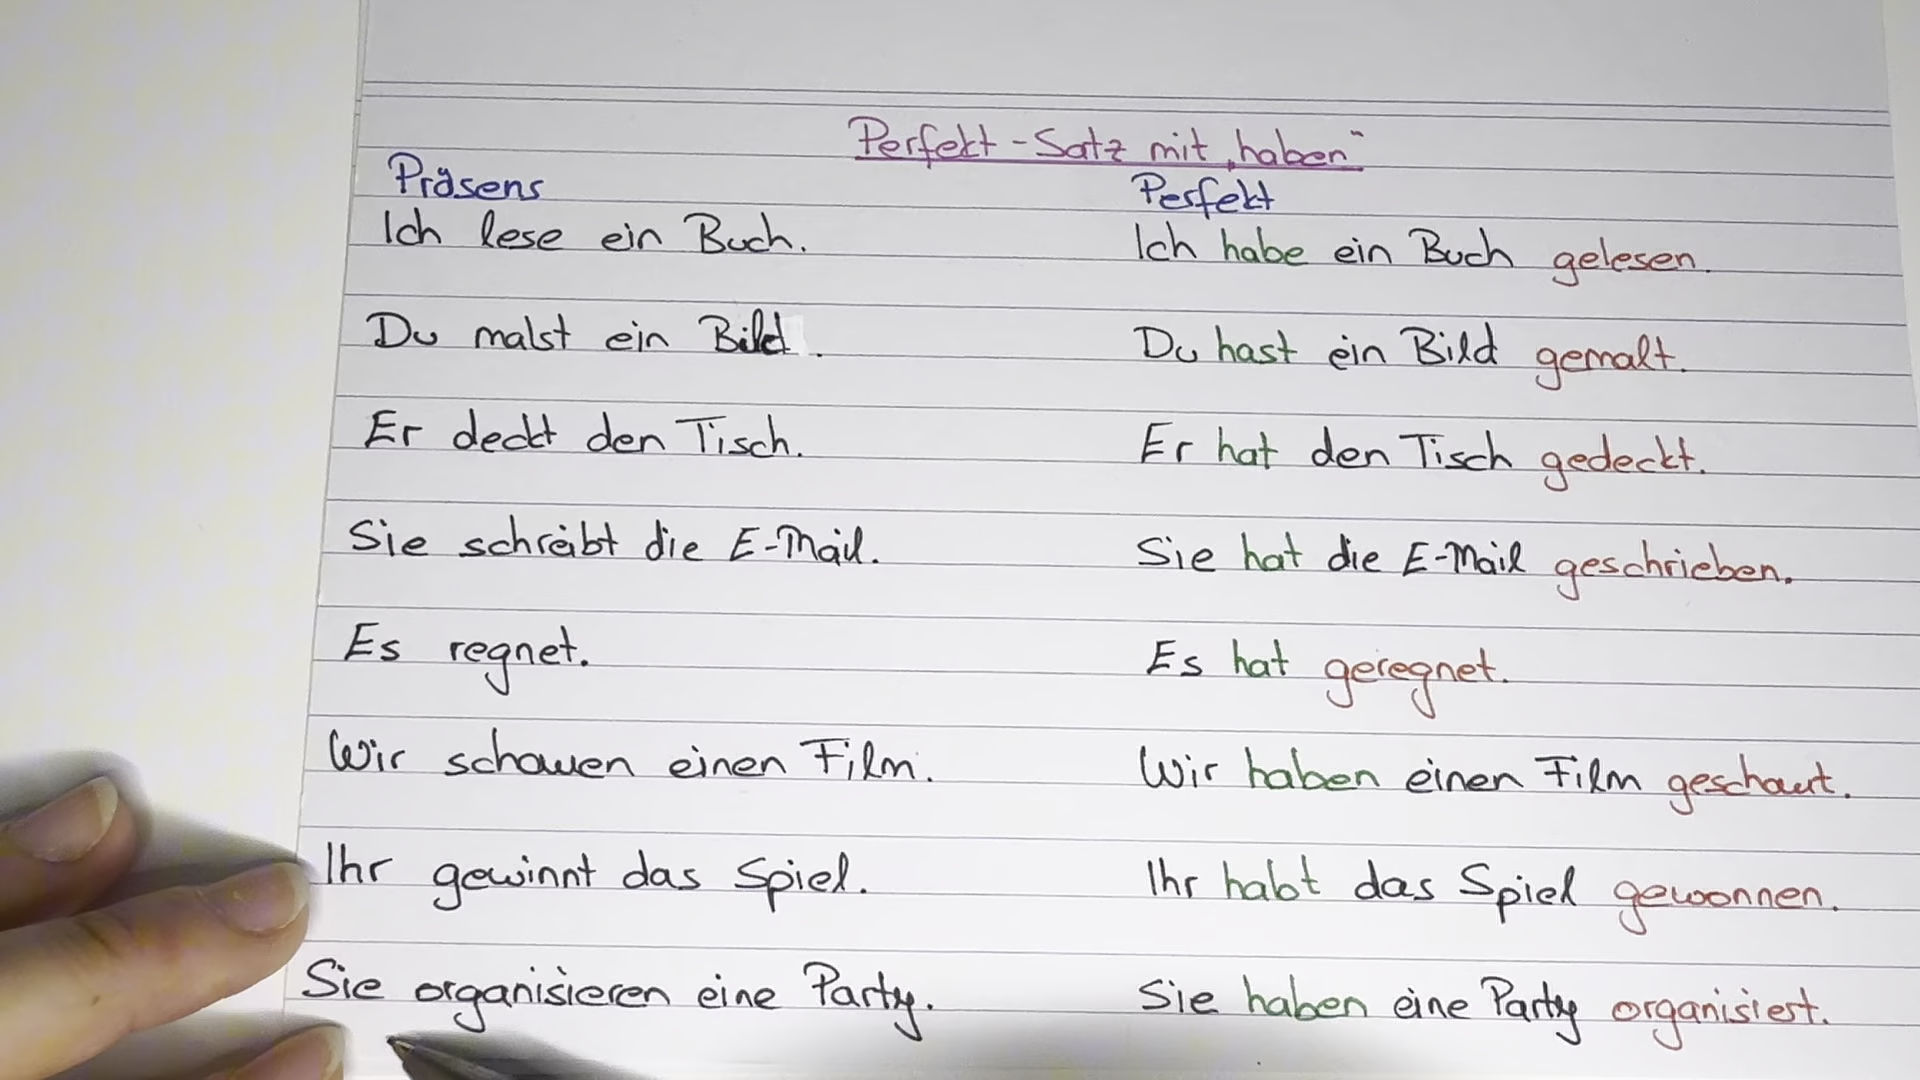 Perfekt-Satz mit „haben“
Präsens Perfekt
Ich lese ein Buch. Ich habe ein Buch gelesen.
Du malst ein Bild. Du hast ein Bild gemalt.
Er deckt den Tisch. Er hat den Tisch gedeckt.
Sie schreibt die E-Mail. Sie hat die E-Mail geschrieben.
Es regnet. Es hat geregnet.
Wir schauen einen Film. Wir haben einen Film geschaut.
Ihr gewinnt das Spiel. Ihr habt das Spiel gewonnen.
Sie organisieren eine Party. Sie haben eine Party organisiert.